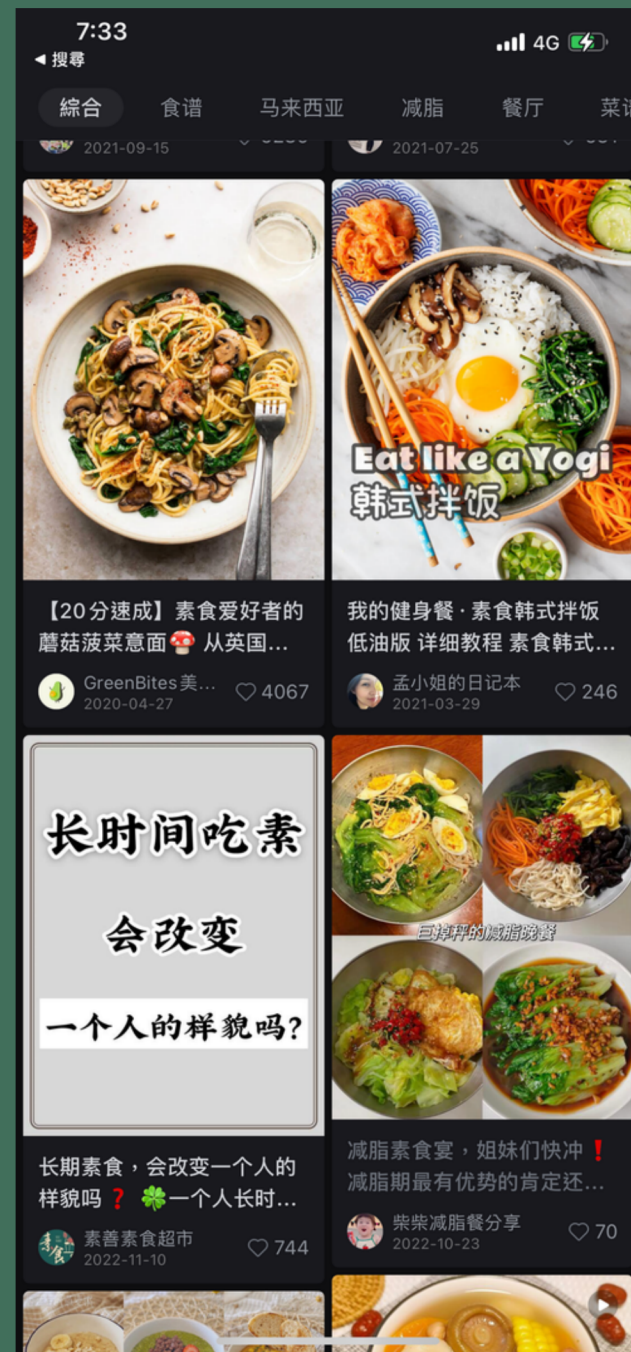 7:33
4G
◀ 搜尋
綜合 食谱 马来西亚 减脂 餐厅
2021-09-15
2021-07-25
Eat like a Yogi
韩式拌饭
【20分速成】素食爱好者的
蘑菇菠菜意面🍄 从英国...
GreenBites美...
2020-04-27
4067
我的健身餐 · 素食韩式拌饭
低油版 详细教程 素食韩式...
孟小姐的日记本
2021-03-29
246
长时间吃素
会改变
一个人的样貌吗?
长期素食，会改变一个人的
样貌吗❓ 🍀一个人长时...
素善素食超市
2022-11-10
744
巨掉秤的减脂晚餐
减脂素食宴，姐妹们快冲❗
减脂期最有优势的肯定还...
柴柴减脂餐分享
2022-10-23
70